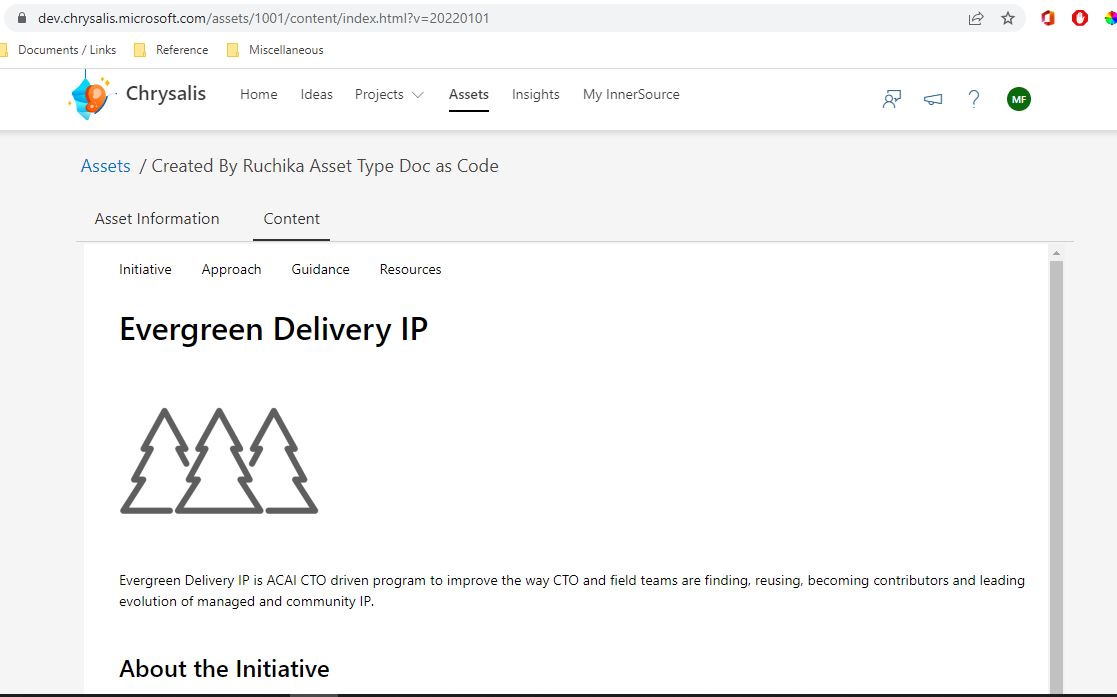 dev.chrysalis.microsoft.com/assets/1001/content/index.html?v=20220101
Documents / Links Reference Miscellaneous
Chrysalis Home Ideas Projects Assets Insights My InnerSource ? MF
Assets / Created By Ruchika Asset Type Doc as Code
Asset Information Content
Initiative Approach Guidance Resources
Evergreen Delivery IP
Evergreen Delivery IP is ACAI CTO driven program to improve the way CTO and field teams are finding, reusing, becoming contributors and leading
evolution of managed and community IP.
About the Initiative